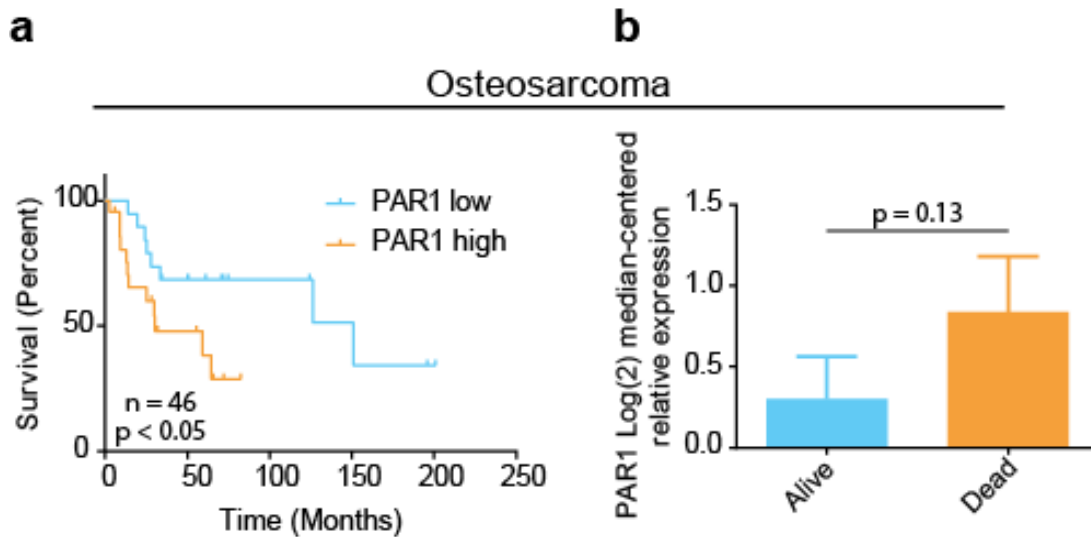 a
b
Osteosarcoma
Survival (Percent)
100
50
0
PAR1 low
PAR1 high
n = 46
p < 0.05
0 50 100 150 200 250
Time (Months)
PAR1 Log(2) median-centered
relative expression
1.5
1.0
0.5
0.0
p = 0.13
Alive
Dead